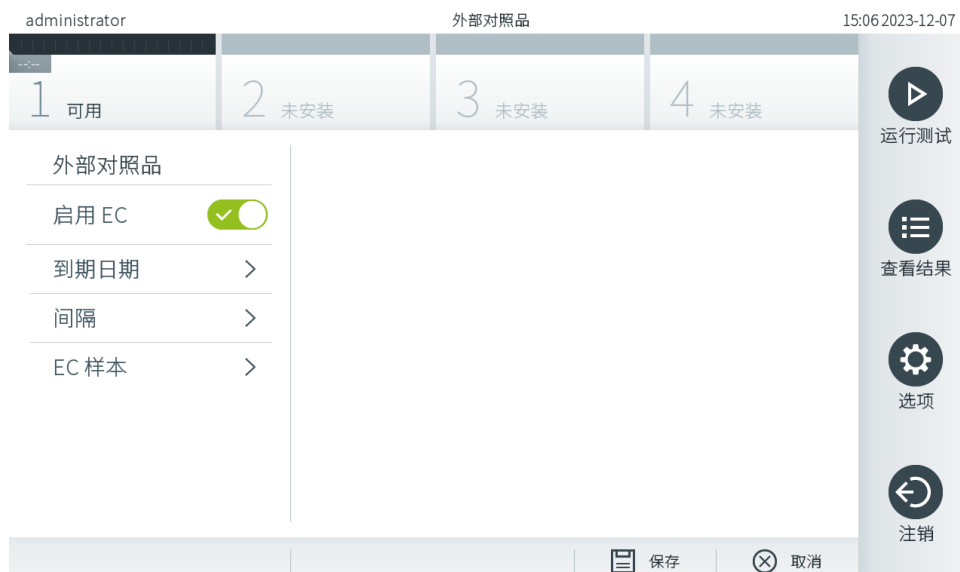 administrator 外部对照品 15:06 2023-12-07
--:--
1 可用 2 未安装 3 未安装 4 未安装
运行测试
外部对照品
启用 EC
到期日期
查看结果
间隔
EC 样本
选项
注销
保存 取消